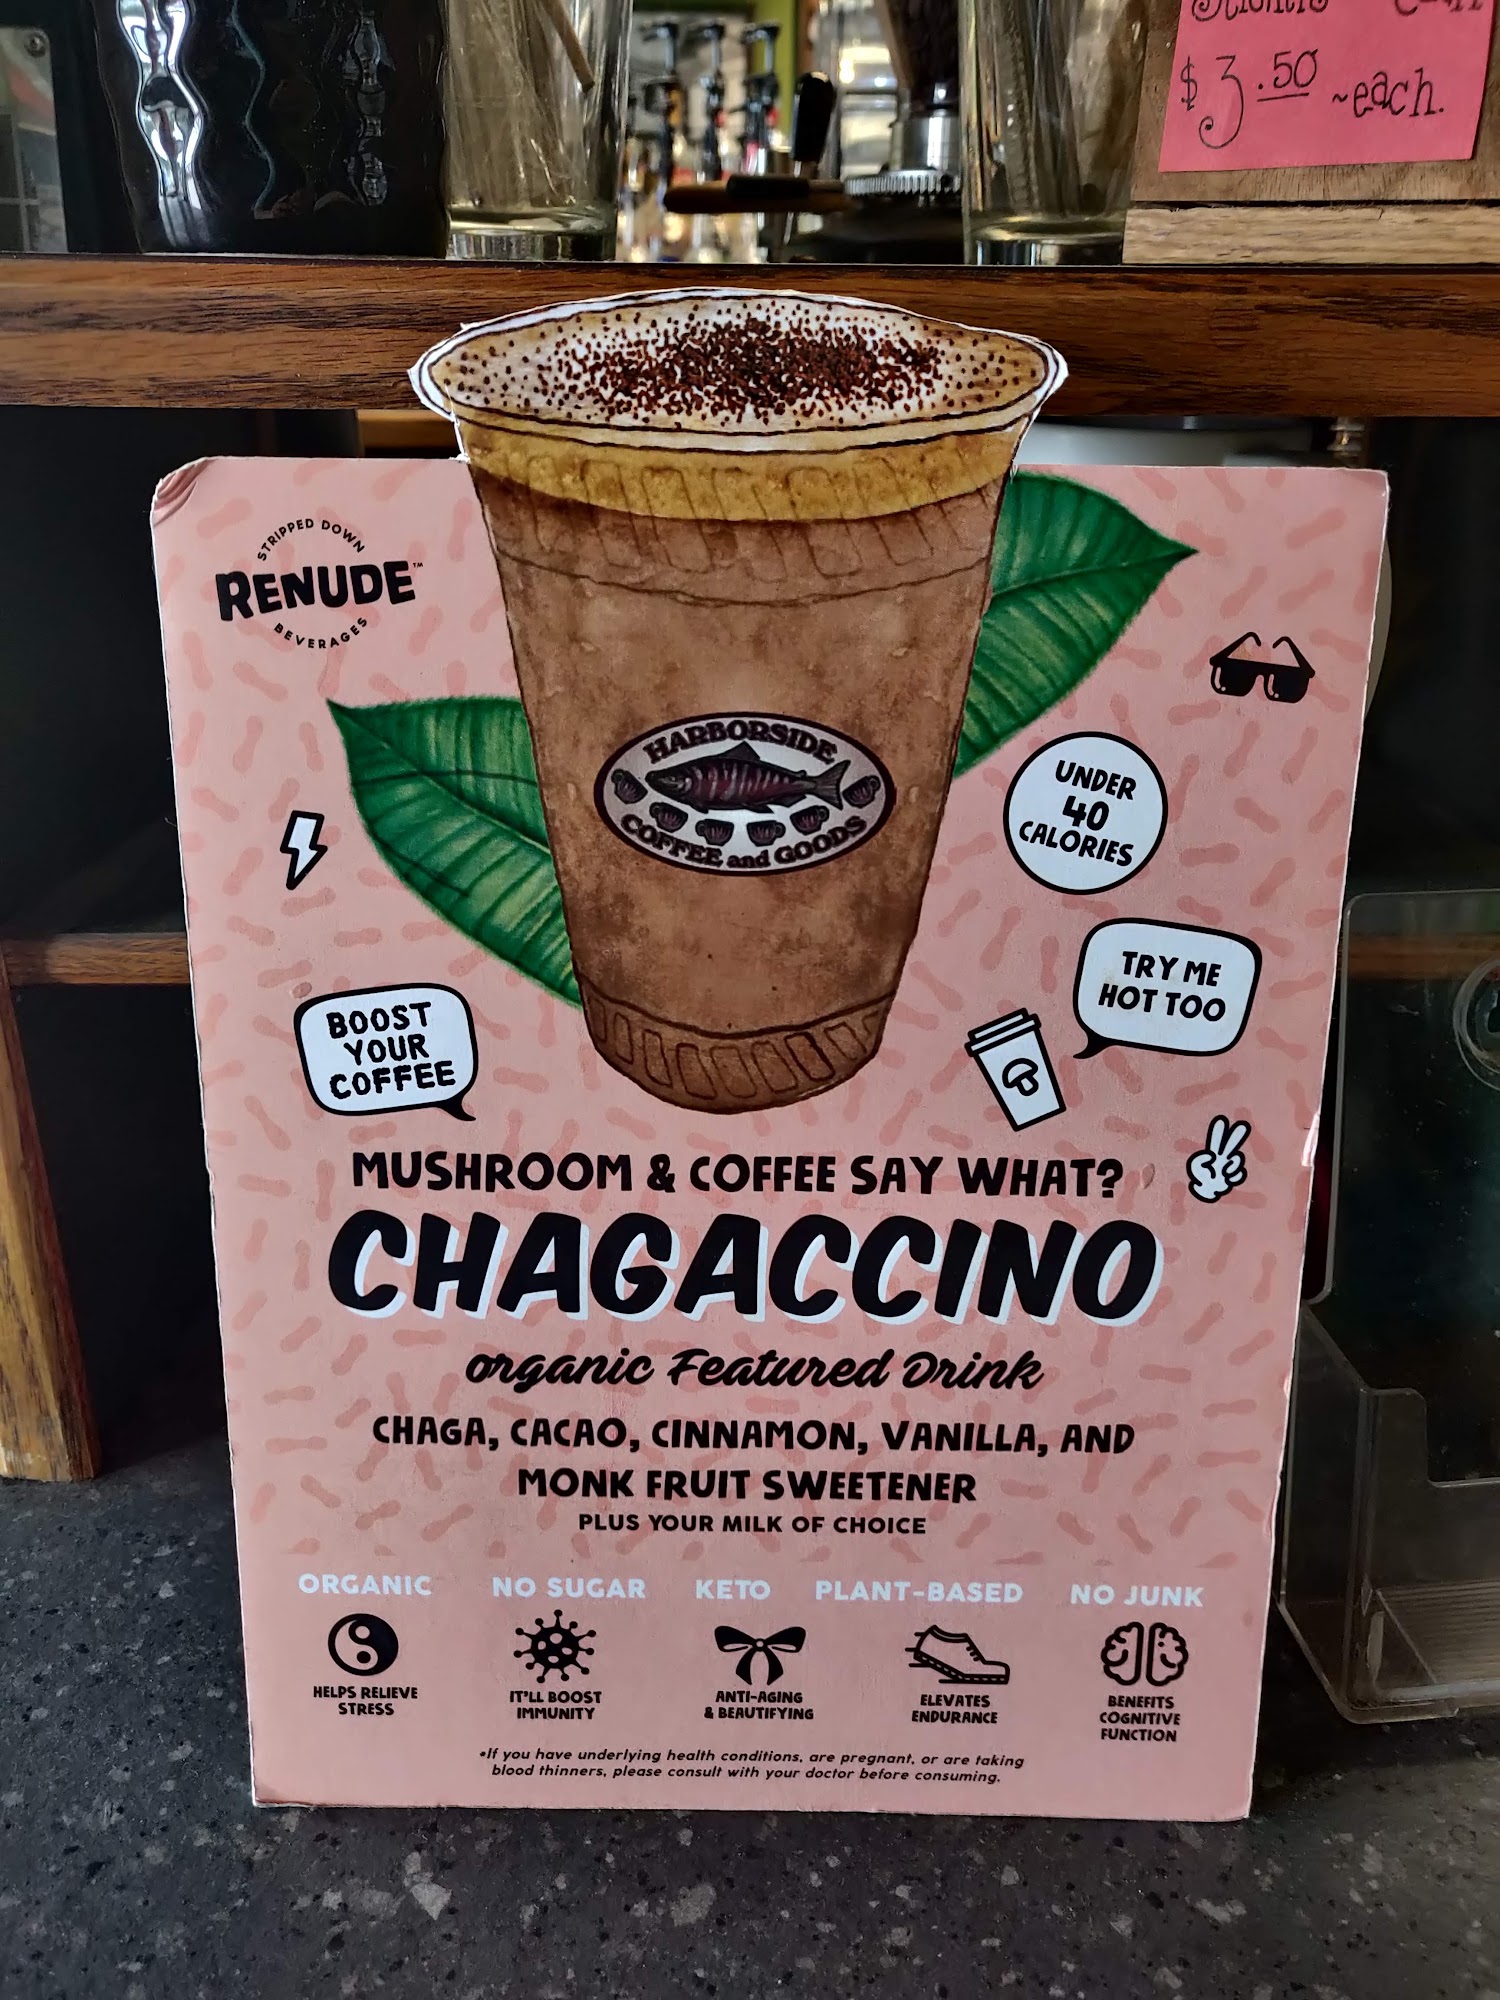 $3.50 ~each.
STRIPPED DOWN
RENUDE™
BEVERAGES
HARBORSIDE
COFFEE and GOODS
UNDER
40
CALORIES
TRY ME
HOT TOO
BOOST
YOUR
COFFEE
MUSHROOM & COFFEE SAY WHAT?
CHAGACCINO
organic Featured Drink
CHAGA, CACAO, CINNAMON, VANILLA, AND
MONK FRUIT SWEETENER
PLUS YOUR MILK OF CHOICE
ORGANIC NO SUGAR KETO PLANT-BASED NO JUNK
HELPS RELIEVE
STRESS
IT'LL BOOST
IMMUNITY
ANTI-AGING
& BEAUTIFYING
ELEVATES
ENDURANCE
BENEFITS
COGNITIVE
FUNCTION
•If you have underlying health conditions, are pregnant, or are taking
blood thinners, please consult with your doctor before consuming.